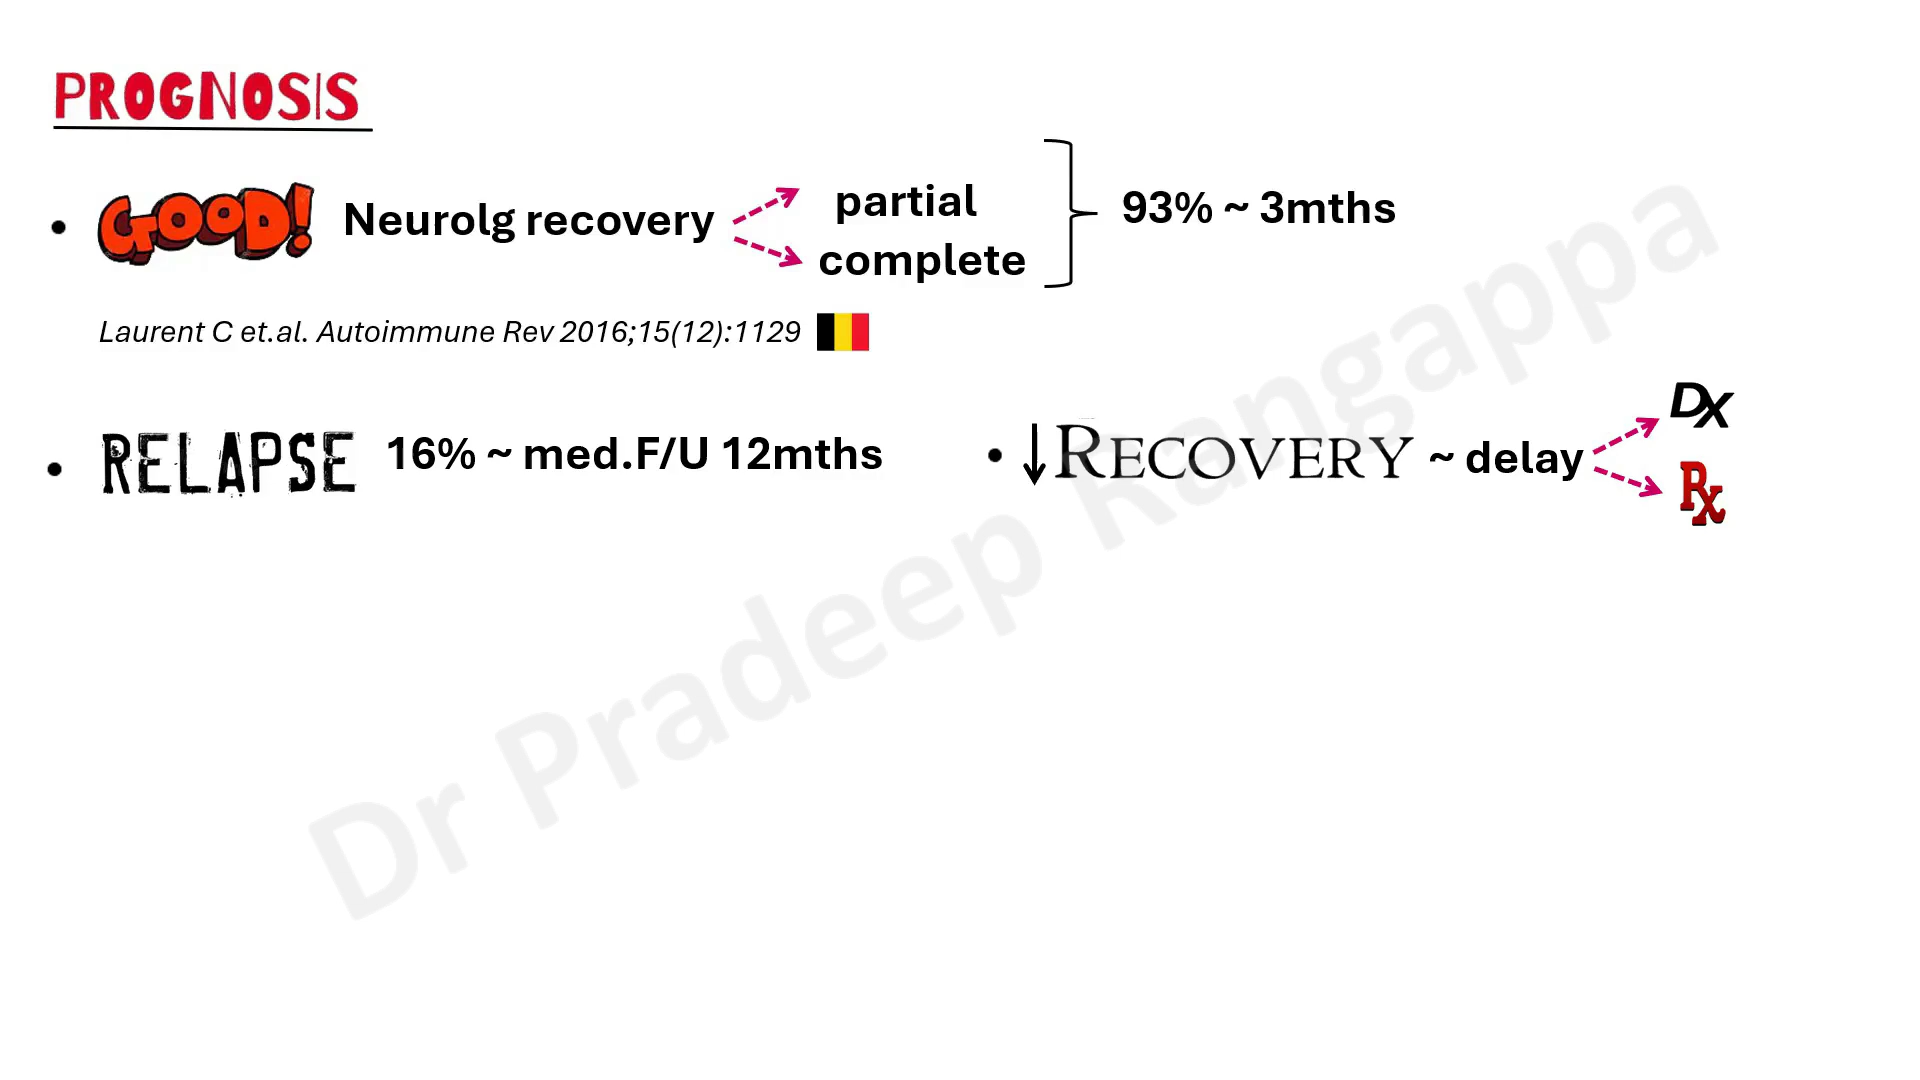 PROGNOSIS
• GOOD! Neurolg recovery partial complete 93% ~ 3mths
Laurent C et.al. Autoimmune Rev 2016;15(12):1129
• RELAPSE 16% ~ med.F/U 12mths
• ↓ RECOVERY ~ delay Dx Rx
Dr Pradeep Rangappa